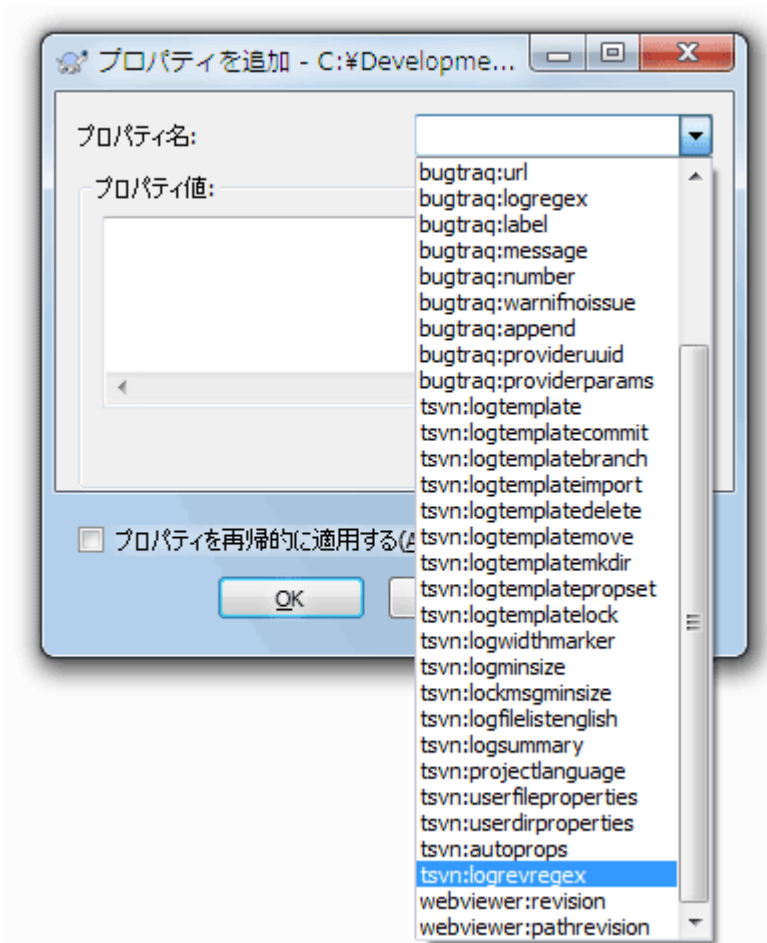 プロパティを追加 - C:¥Developme...
プロパティ名:
プロパティ値:
bugtraq:url
bugtraq:logregex
bugtraq:label
bugtraq:message
bugtraq:number
bugtraq:warnifnoissue
bugtraq:append
bugtraq:provideruuid
bugtraq:providerparams
tsvn:logtemplate
tsvn:logtemplatecommit
tsvn:logtemplatebranch
tsvn:logtemplateimport
tsvn:logtemplatedelete
tsvn:logtemplatemove
tsvn:logtemplatemkdir
tsvn:logtemplatepropset
tsvn:logtemplatelock
tsvn:logwidthmarker
tsvn:logminsize
tsvn:lockmsgminsize
tsvn:logfilelistenglish
tsvn:logsummary
tsvn:projectlanguage
tsvn:userfileproperties
tsvn:userdirproperties
tsvn:autoprops
tsvn:logrevregex
webviewer:revision
webviewer:pathrevision
プロパティを再帰的に適用する(A
OK